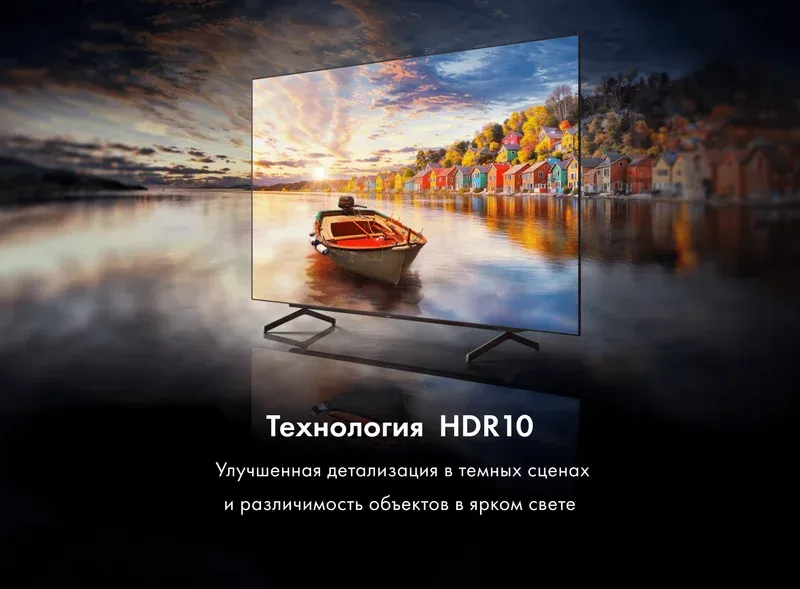 Технология HDR10
Улучшенная детализация в темных сценах
и различимость объектов в ярком свете